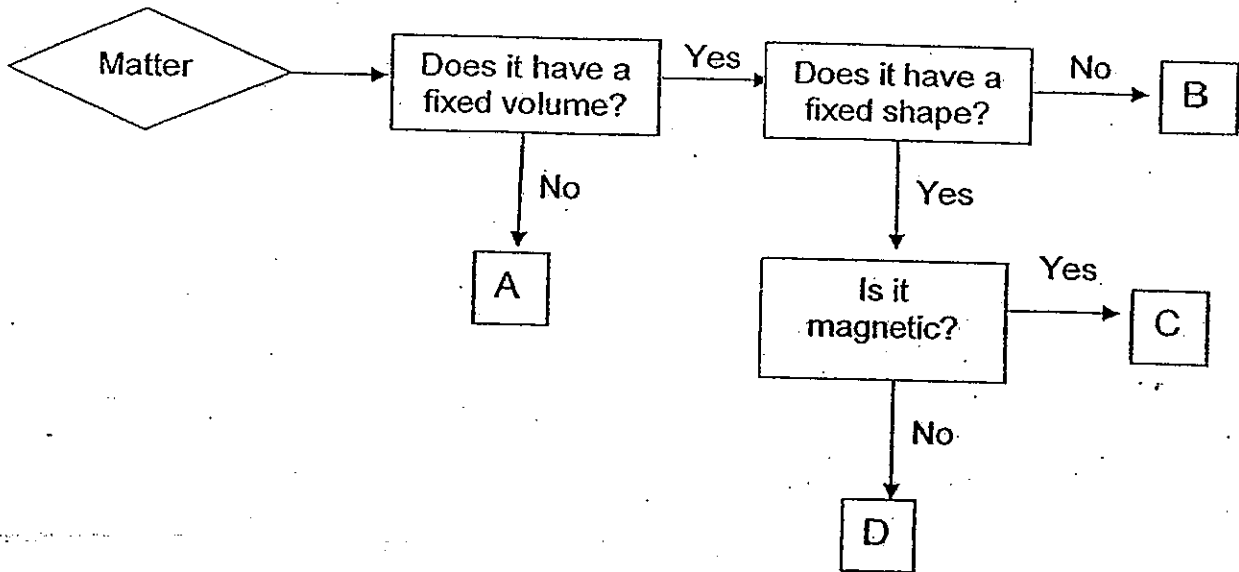 Matter
Does it have a
fixed volume?
Yes
Does it have a
fixed shape?
No
B
No
Yes
A
Is it
magnetic?
Yes
C
No
D